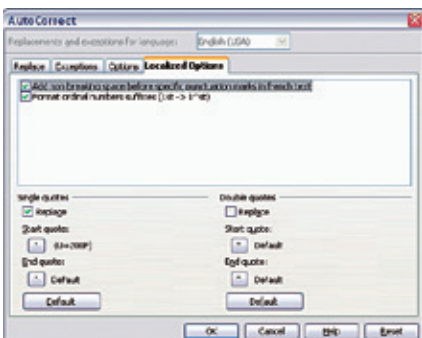 AutoCorrect
Replacements and exceptions for language: English (USA)
Replace Exceptions Options Localized Options
Add non breaking space before specific punctuation marks in French text
Format ordinal numbers suffixes (1st -> 1^st)
Single quotes Double quotes
Replace Replace
Start quote: Start quote:
Default
End quote: End quote:
Default Default
Default Default
OK Cancel Help Reset